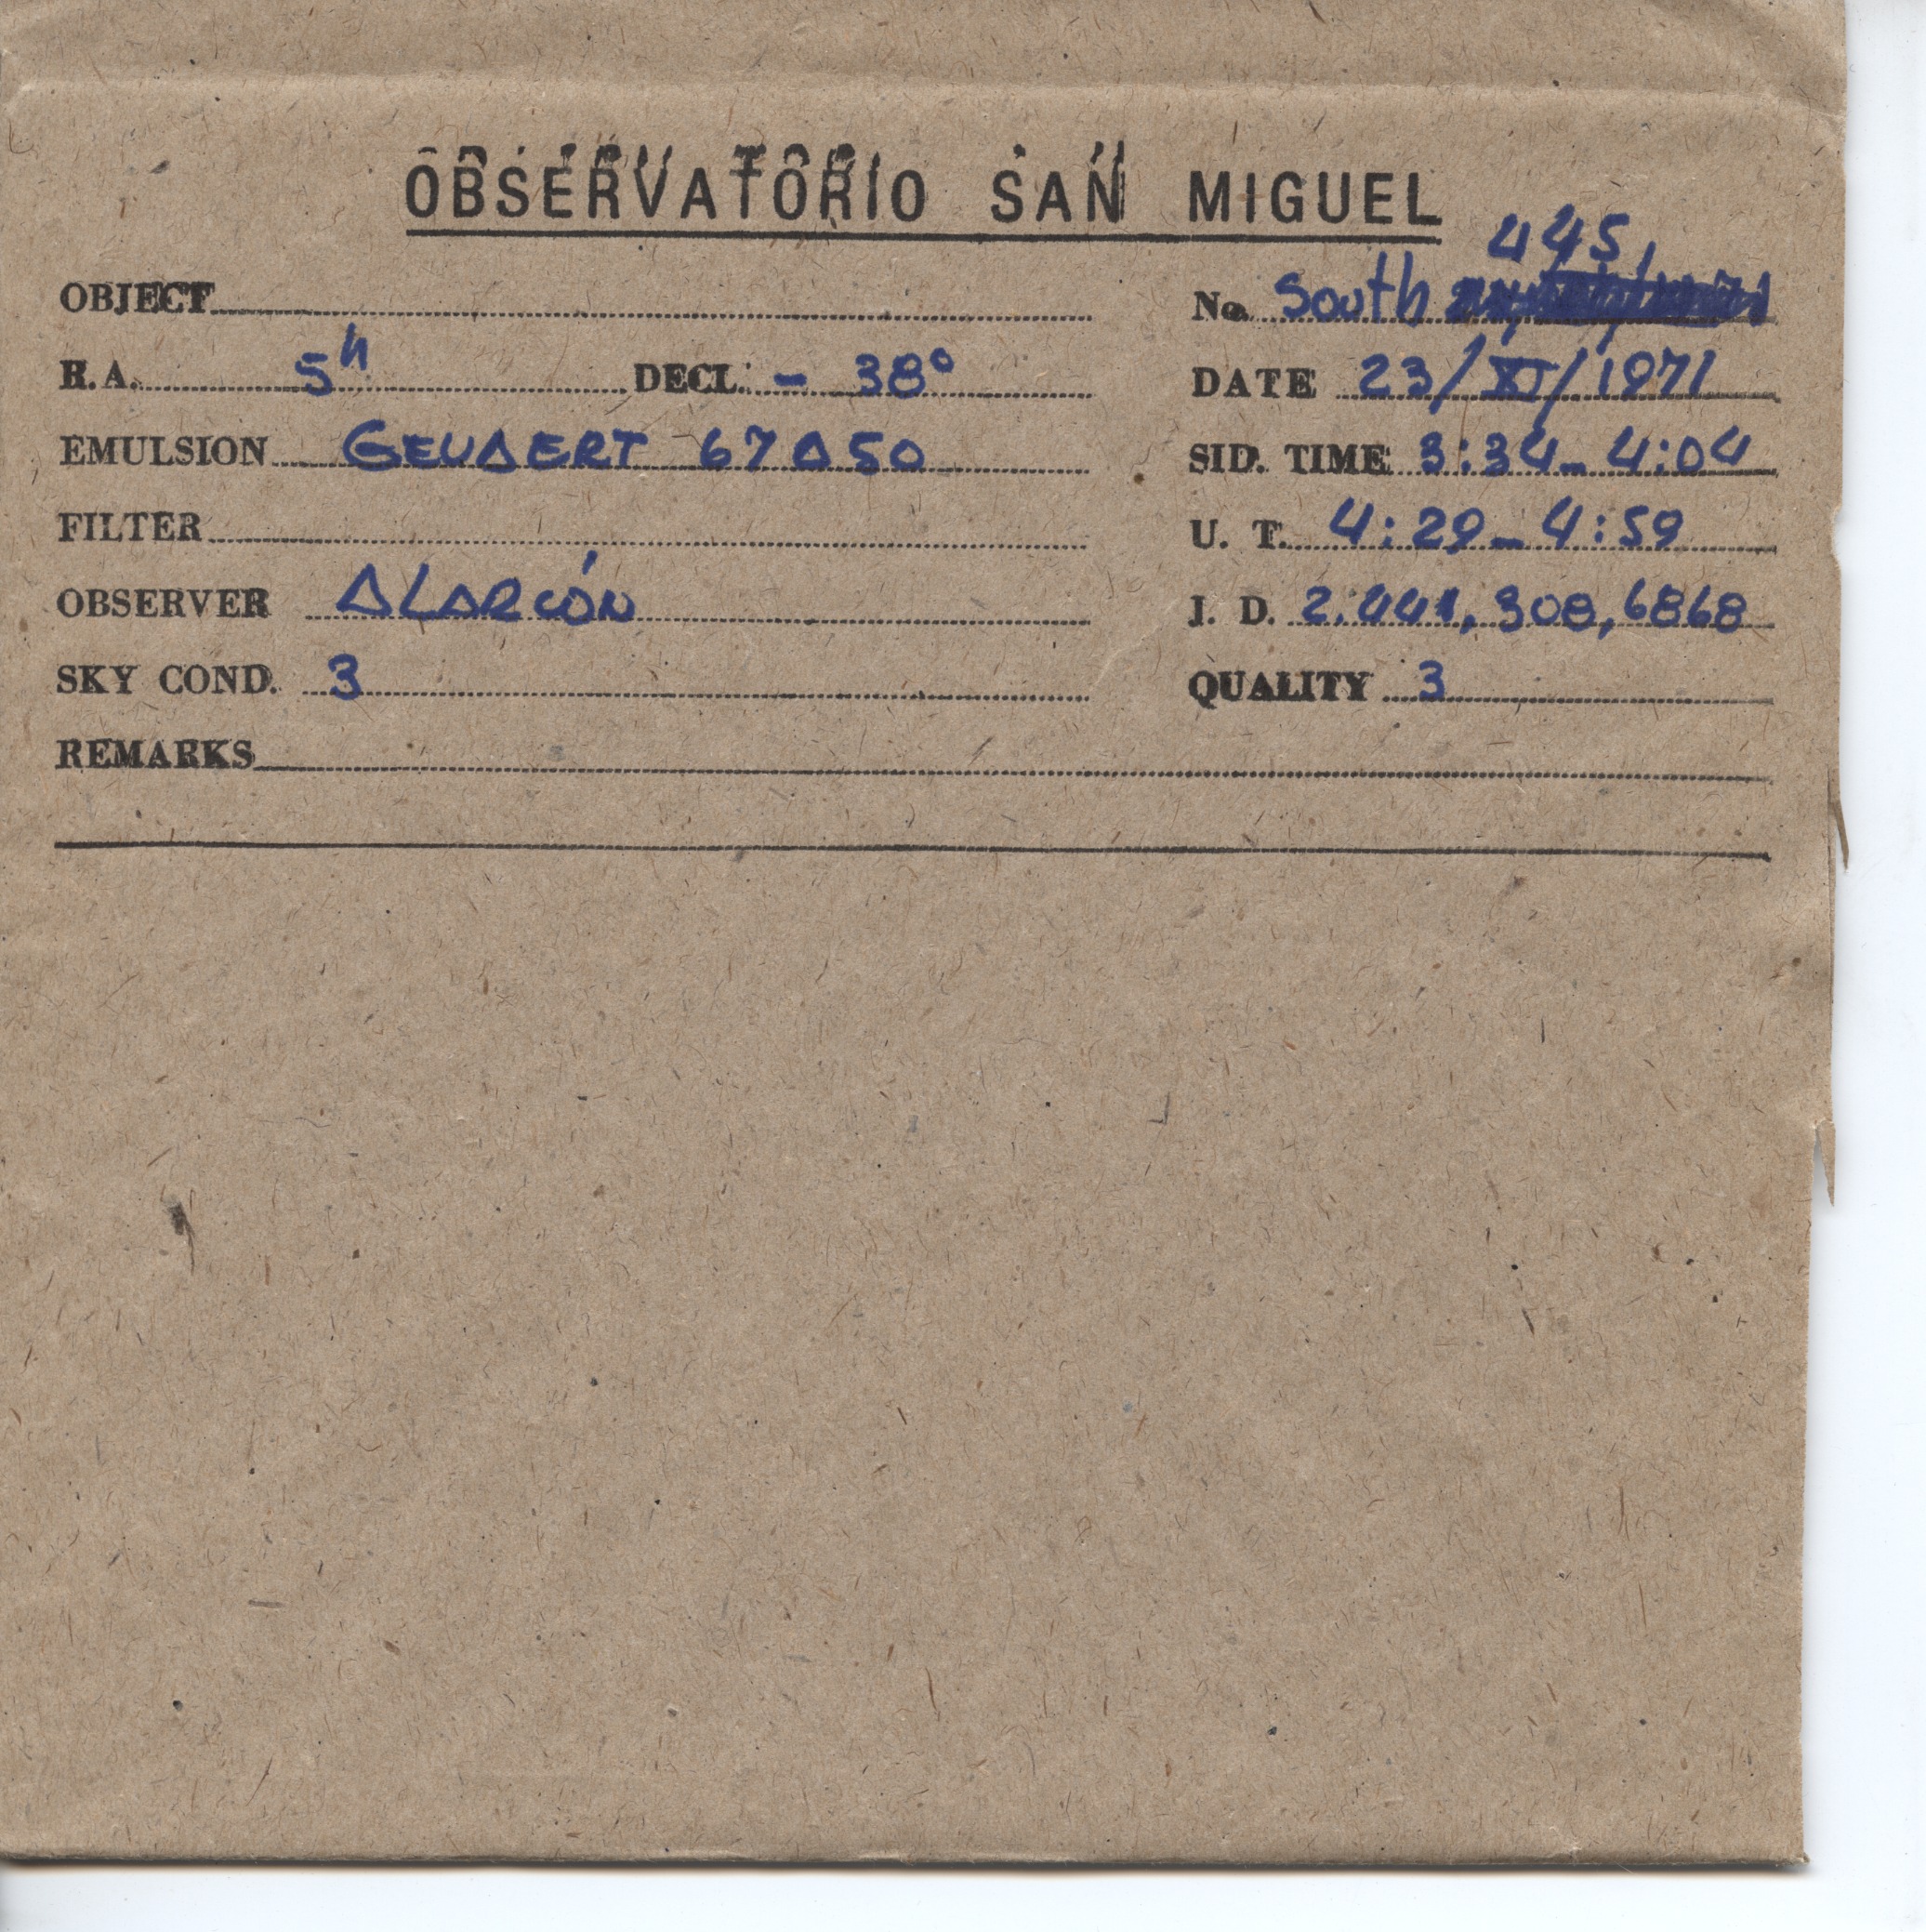 OBSERVATORIO SAN MIGUEL
445
OBJECT No. South
R.A. 5h DECL. - 38° DATE 23/XI/1971
EMULSION GEVAERT 67A50 SID. TIME 3:34 - 4:04
FILTER U. T. 4:29 - 4:59
OBSERVER ALARCÓN J. D. 2.441,308,6868
SKY COND. 3 QUALITY 3
REMARKS